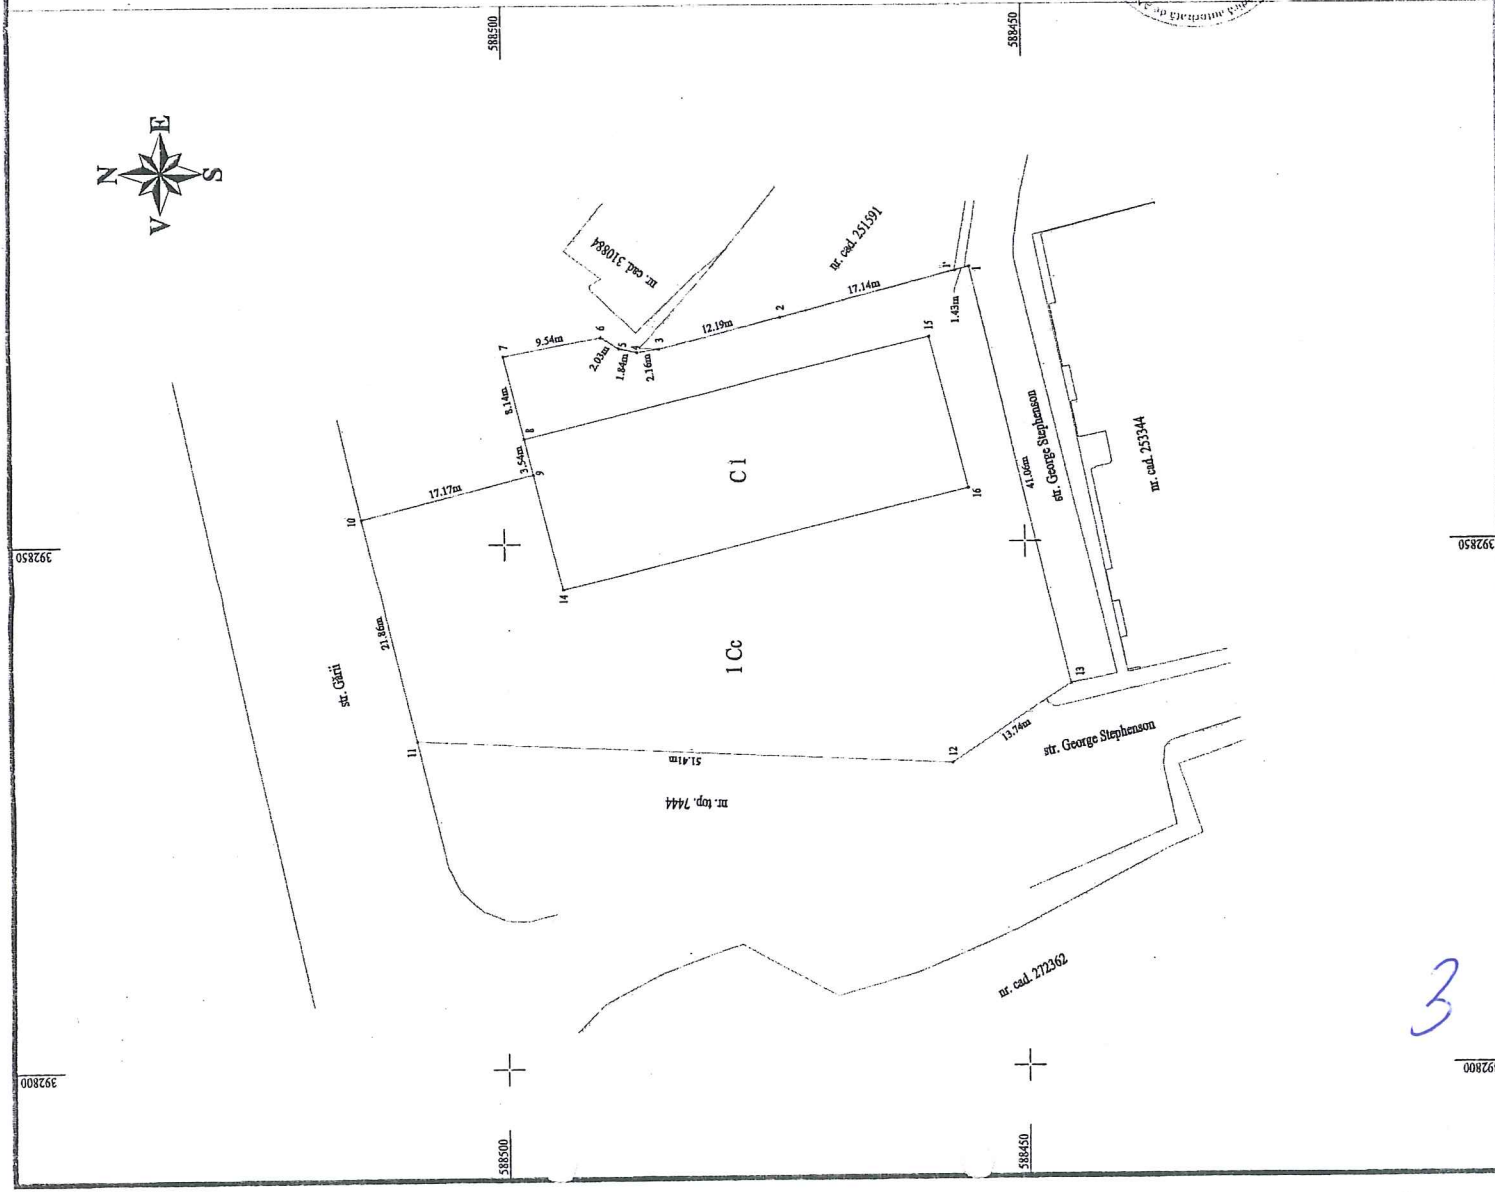 588500
588450
autorizată de
N
E
S
V
392850
392850
392800
588500
588450
str. Gării
10
17.17m
21.86m
11
nr. cad. 310884
nr. cad. 251591
7
9.54m
6
2.03m
5
1.84m
4
2.16m
3
12.19m
2
17.14m
1'
1
1.43m
8.14m
8
3.54m
9
14
15
16
C1
1 Cc
51.41m
nr. top. 7444
12
13.74m
13
41.06m
str. George Stephenson
nr. cad. 253344
str. George Stephenson
nr. cad. 272362
3